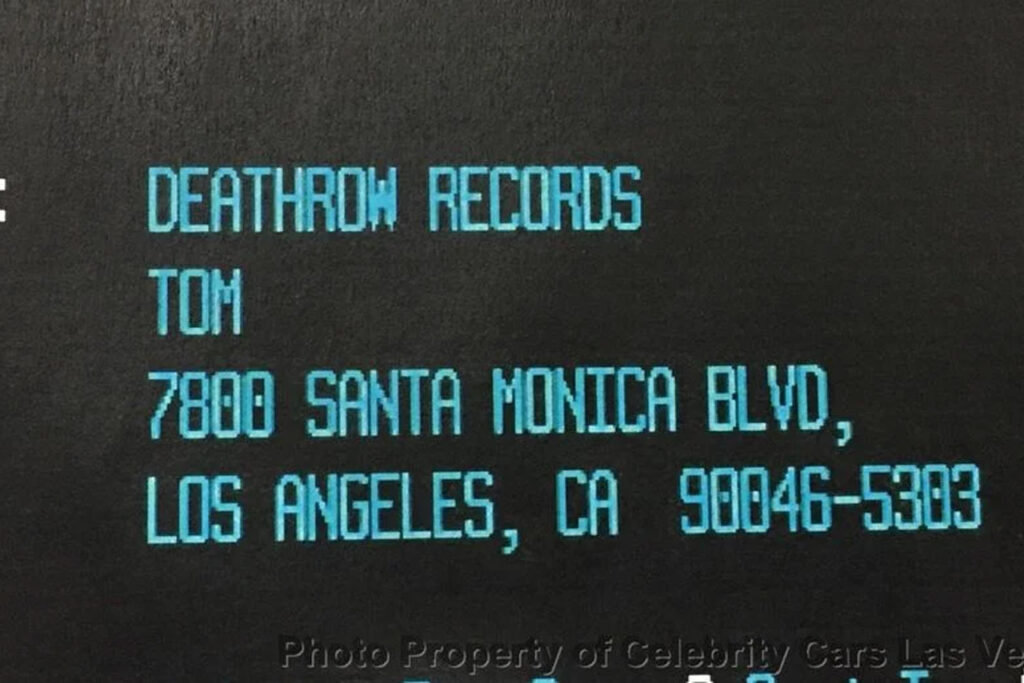 DEATHROW RECORDS
TOM
7800 SANTA MONICA BLVD,
LOS ANGELES, CA 90046-5303
Photo Property of Celebrity Cars Las Ve